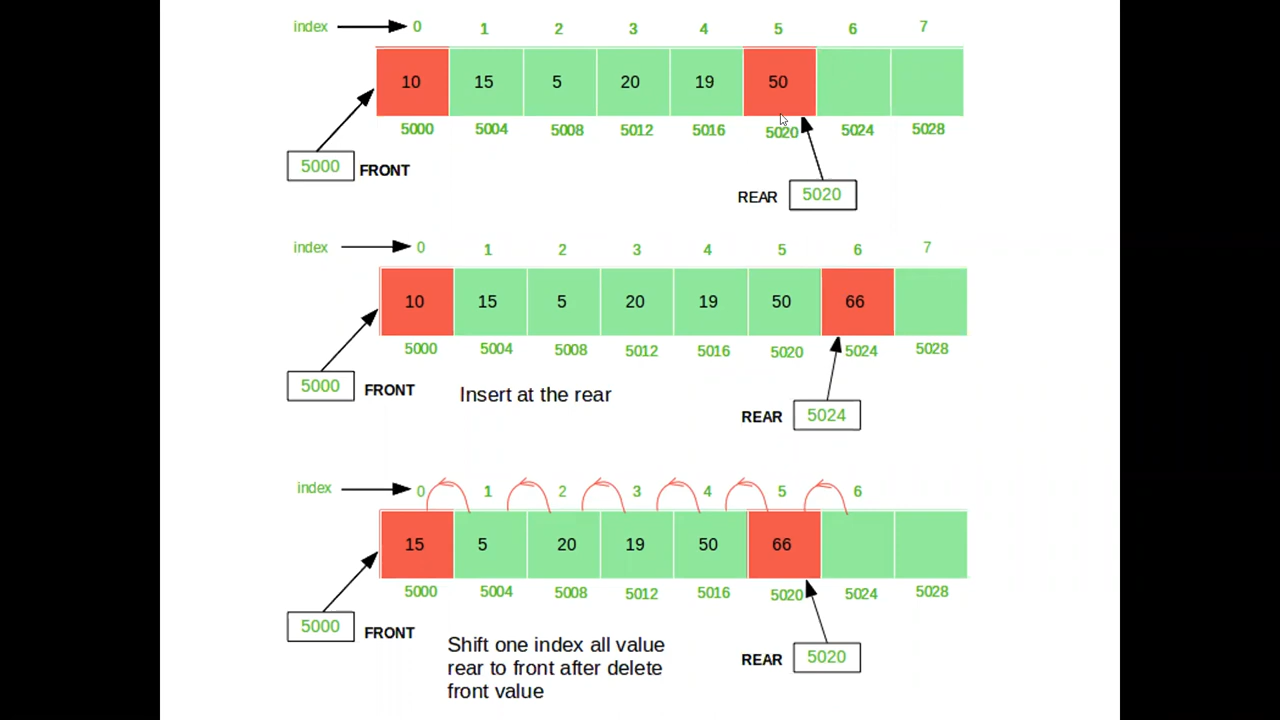 index 0 1 2 3 4 5 6 7
10 15 5 20 19 50
5000 5004 5008 5012 5016 5020 5024 5028
5000 FRONT
REAR 5020
index 0 1 2 3 4 5 6 7
10 15 5 20 19 50 66
5000 5004 5008 5012 5016 5020 5024 5028
5000 FRONT
Insert at the rear
REAR 5024
index 0 1 2 3 4 5 6
15 5 20 19 50 66
5000 5004 5008 5012 5016 5020 5024 5028
5000 FRONT
Shift one index all value
rear to front after delete
front value
REAR 5020